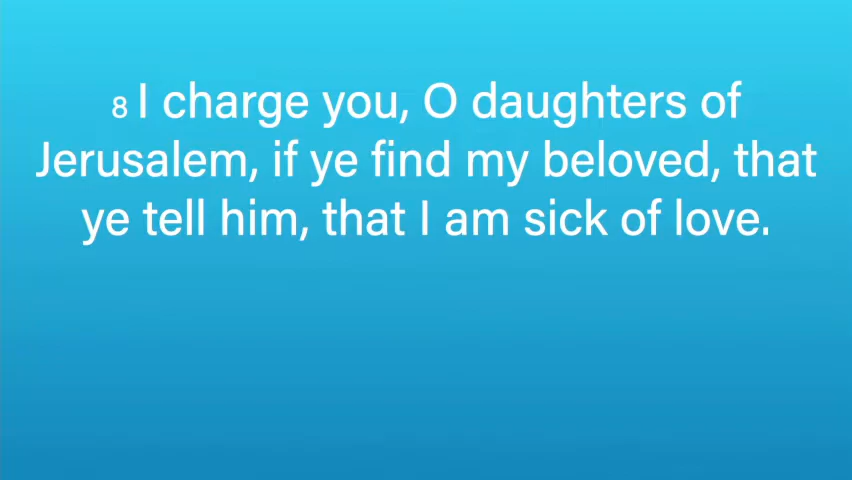 8 I charge you, O daughters of
Jerusalem, if ye find my beloved, that
ye tell him, that I am sick of love.